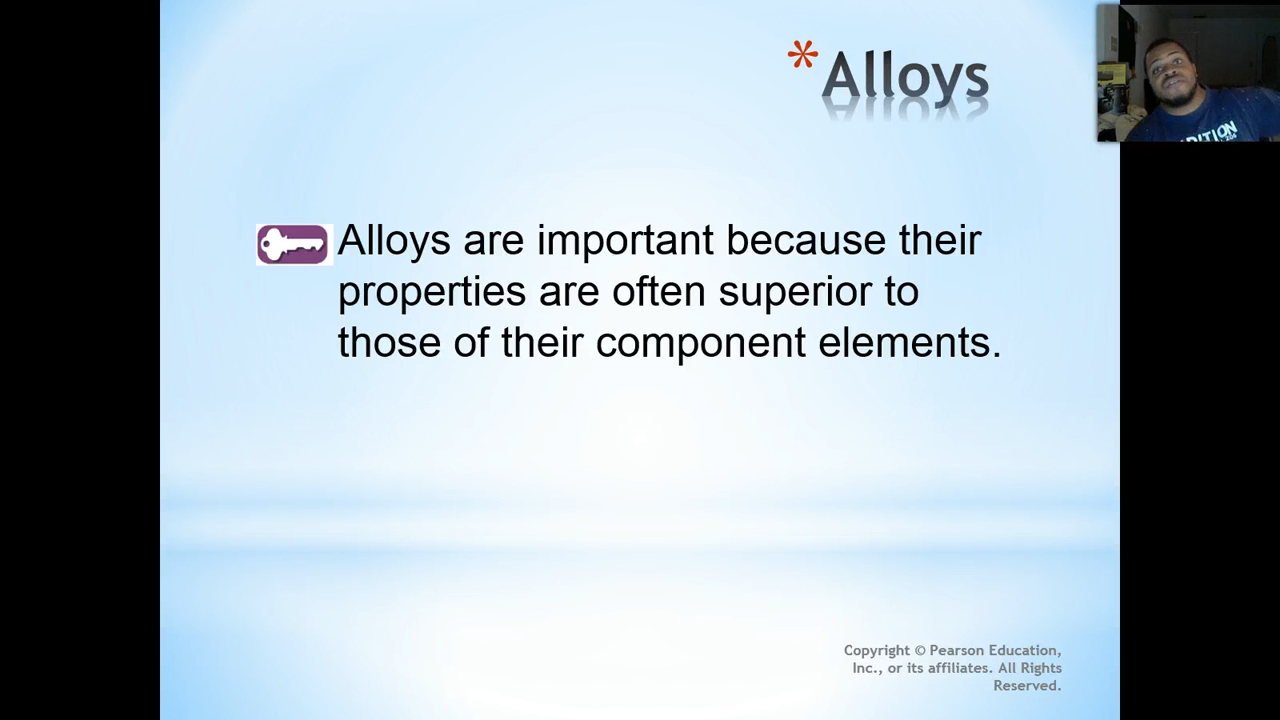 *Alloys
Alloys are important because their
properties are often superior to
those of their component elements.
Copyright © Pearson Education,
Inc., or its affiliates. All Rights
Reserved.